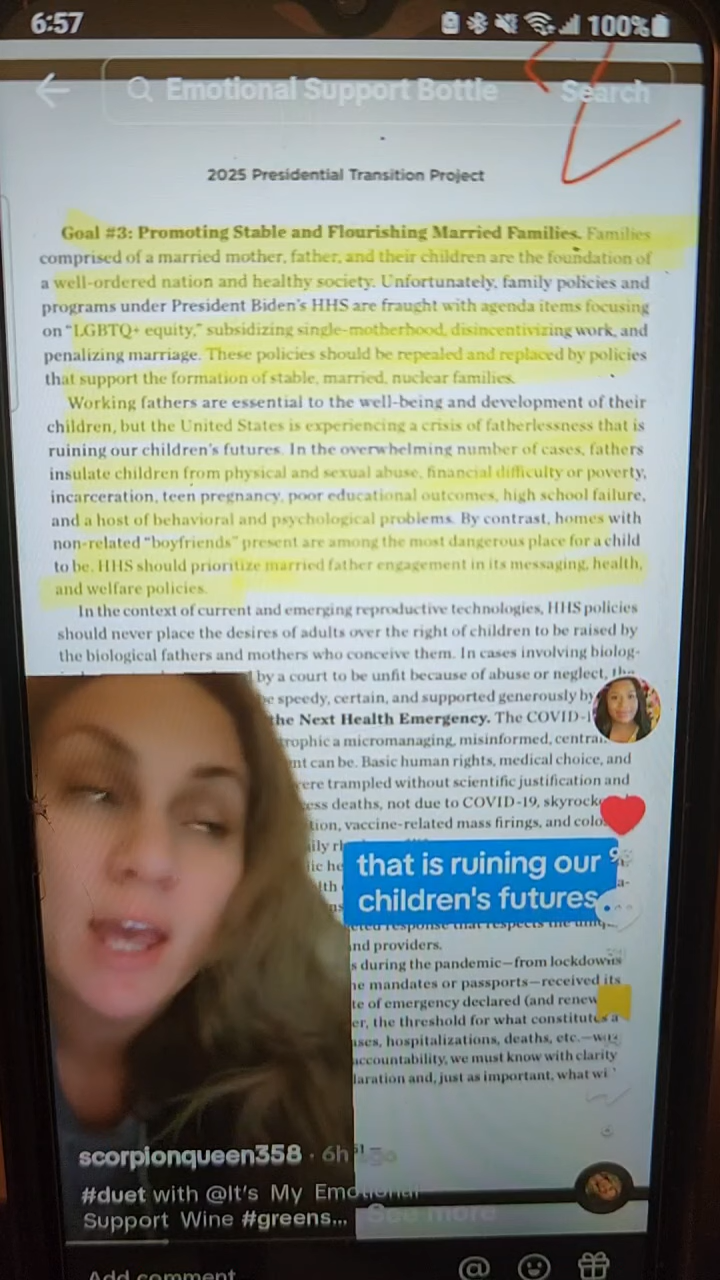 6:57
100%
Emotional Support Bottle
Search
2025 Presidential Transition Project
Goal #3: Promoting Stable and Flourishing Married Families. Families
comprised of a married mother, father, and their children are the foundation of
a well-ordered nation and healthy society. Unfortunately, family policies and
programs under President Biden's HHS are fraught with agenda items focusing
on "LGBTQ+ equity," subsidizing single-motherhood, disincentivizing work, and
penalizing marriage. These policies should be repealed and replaced by policies
that support the formation of stable, married, nuclear families.
Working fathers are essential to the well-being and development of their
children, but the United States is experiencing a crisis of fatherlessness that is
ruining our children's futures. In the overwhelming number of cases, fathers
insulate children from physical and sexual abuse, financial difficulty or poverty,
incarceration, teen pregnancy, poor educational outcomes, high school failure,
and a host of behavioral and psychological problems. By contrast, homes with
non-related "boyfriends" present are among the most dangerous place for a child
to be. HHS should prioritize married father engagement in its messaging, health,
and welfare policies.
In the context of current and emerging reproductive technologies, HHS policies
should never place the desires of adults over the right of children to be raised by
the biological fathers and mothers who conceive them. In cases involving biolog-
by a court to be unfit because of abuse or neglect,
be speedy, certain, and supported generously by
the Next Health Emergency. The COVID-1
a micromanaging, misinformed,
can be. Basic human rights, medical choice, and
were trampled without scientific justification and
deaths, not due to COVID-19,
vaccine-related mass firings, and
that is ruining our
children's futures.
response that respects the
and providers.
during the pandemic—from lockdowns
mandates or passports—received its
of emergency declared (and
the threshold for what constitutes a
hospitalizations, deaths, etc.—
accountability, we must know with clarity
and, just as important, what
scorpionqueen358 · 6h
#duet with @It's My Emotional
Support Wine #greens... See more
Add comment